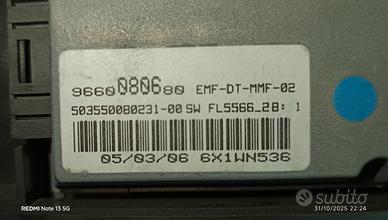 9660080680 EMF-DT-MMF-02
503550080231-00 SW FL5566_2B: 1
05/03/06 6X1WN536
REDMI Note 13 5G
subito
31/10/2025 22:24